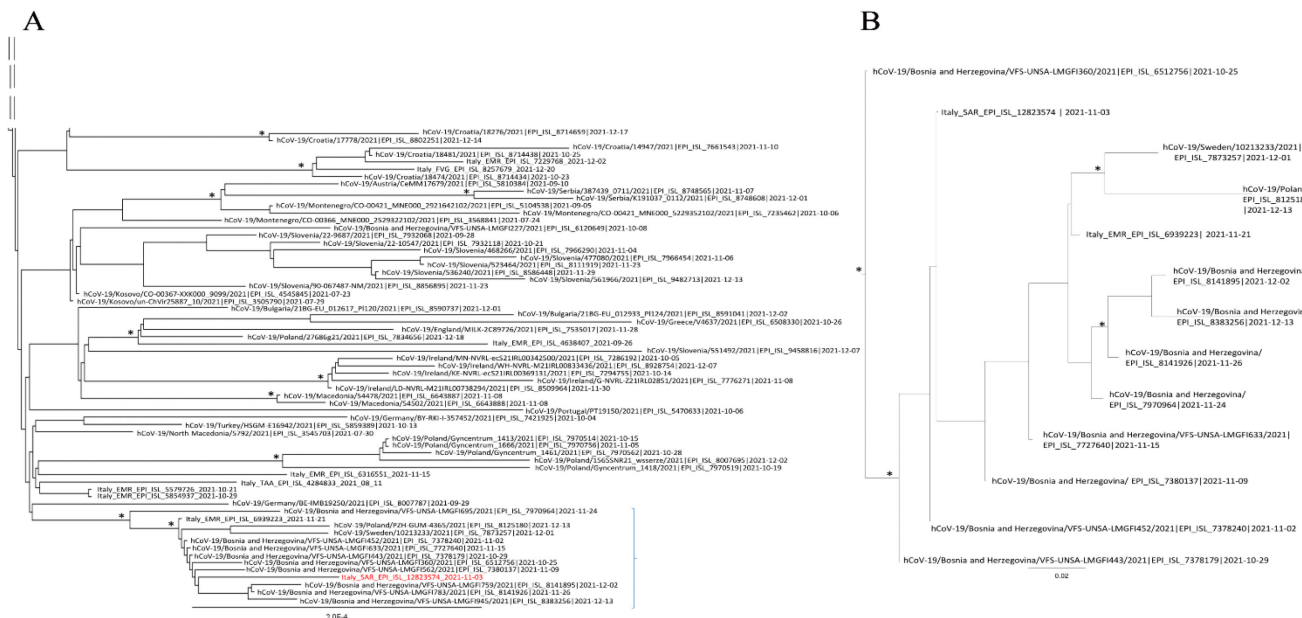 A
hCoV-19/Croatia/18276/2021|EPI_ISL_8714659|2021-12-17
hCoV-19/Croatia/17778/2021|EPI_ISL_8802251|2021-12-14
hCoV-19/Croatia/14947/2021|EPI_ISL_7661543|2021-11-10
hCoV-19/Croatia/18481/2021|EPI_ISL_8714438|2021-10-25
Italy_EMR_EPI_ISL_7229768_2021-12-02
Italy_FVG_EPI_ISL_8257679_2021-12-20
hCoV-19/Croatia/18474/2021|EPI_ISL_8714434|2021-10-23
hCoV-19/Austria/CeMM17679/2021|EPI_ISL_5810384|2021-09-10
hCoV-19/Serbia/387439_0711/2021|EPI_ISL_8748565|2021-11-07
hCoV-19/Serbia/K191037_0112/2021|EPI_ISL_8748608|2021-12-01
hCoV-19/Montenegro/CO-00421_MNE000_2921642102/2021|EPI_ISL_5104538|2021-09-05
hCoV-19/Montenegro/CO-00421_MNE000_5229352102/2021|EPI_ISL_7235462|2021-10-06
hCoV-19/Montenegro/CO-00366_MNE000_2529322102/2021|EPI_ISL_3568841|2021-07-24
hCoV-19/Bosnia and Herzegovina/VFS-UNSA-LMGFI227/2021|EPI_ISL_6120649|2021-10-08
hCoV-19/Slovenia/22-9687/2021|EPI_ISL_7932068|2021-09-28
hCoV-19/Slovenia/22-10547/2021|EPI_ISL_7932118|2021-10-21
hCoV-19/Slovenia/468266/2021|EPI_ISL_7966290|2021-11-04
hCoV-19/Slovenia/477080/2021|EPI_ISL_7966454|2021-11-06
hCoV-19/Slovenia/523464/2021|EPI_ISL_8111919|2021-11-23
hCoV-19/Slovenia/536240/2021|EPI_ISL_8586448|2021-11-29
hCoV-19/Slovenia/561966/2021|EPI_ISL_9482713|2021-12-13
hCoV-19/Slovenia/90-067487-NM/2021|EPI_ISL_8856895|2021-11-23
hCoV-19/Kosovo/CO-00367-XXK000_9099/2021|EPI_ISL_4545845|2021-07-23
hCoV-19/Kosovo/un-ChVir25887_10/2021|EPI_ISL_3505790|2021-07-29
hCoV-19/Bulgaria/21BG-EU_012617_PI120/2021|EPI_ISL_8590737|2021-12-01
hCoV-19/Bulgaria/21BG-EU_012933_PI124/2021|EPI_ISL_8591041|2021-12-02
hCoV-19/Greece/V4637/2021|EPI_ISL_6508330|2021-10-26
hCoV-19/England/MILK-2C89726/2021|EPI_ISL_7535017|2021-11-28
hCoV-19/Poland/27686g21/2021|EPI_ISL_7834656|2021-12-18
Italy_EMR_EPI_ISL_4638407_2021-09-26
hCoV-19/Slovenia/551492/2021|EPI_ISL_9458816|2021-12-07
hCoV-19/Ireland/MN-NVRL-ecS21IRL00342500/2021|EPI_ISL_7286192|2021-10-05
hCoV-19/Ireland/WH-NVRL-M21IRL00833436/2021|EPI_ISL_8928754|2021-12-07
hCoV-19/Ireland/KE-NVRL-ecS21IRL00369131/2021|EPI_ISL_7294755|2021-10-14
hCoV-19/Ireland/G-NVRL-Z21IRL02851/2021|EPI_ISL_7776271|2021-11-08
hCoV-19/Ireland/LD-NVRL-M21IRL00738294/2021|EPI_ISL_8509964|2021-11-30
hCoV-19/Macedonia/54478/2021|EPI_ISL_6643887|2021-11-08
hCoV-19/Macedonia/54502/2021|EPI_ISL_6643888|2021-11-08
hCoV-19/Portugal/PT19150/2021|EPI_ISL_5470633|2021-10-06
hCoV-19/Germany/BY-RKI-I-357452/2021|EPI_ISL_7421925|2021-10-04
hCoV-19/Turkey/HSGM-E16942/2021|EPI_ISL_5859389|2021-10-13
hCoV-19/North Macedonia/5792/2021|EPI_ISL_3545703|2021-07-30
hCoV-19/Poland/Gyncentrum_1413/2021|EPI_ISL_7970514|2021-10-15
hCoV-19/Poland/Gyncentrum_1666/2021|EPI_ISL_7970756|2021-11-05
hCoV-19/Poland/Gyncentrum_1461/2021|EPI_ISL_7970562|2021-10-28
hCoV-19/Poland/1565SNR21_wsserze/2021|EPI_ISL_8007695|2021-12-02
hCoV-19/Poland/Gyncentrum_1418/2021|EPI_ISL_7970519|2021-10-19
Italy_EMR_EPI_ISL_6316551_2021-11-15
Italy_TAA_EPI_ISL_4284833_2021_08_11
Italy_EMR_EPI_ISL_5579726_2021-10-21
Italy_EMR_EPI_ISL_5854937_2021-10-29
hCoV-19/Germany/BE-IMB19250/2021|EPI_ISL_8007787|2021-09-29
hCoV-19/Bosnia and Herzegovina/VFS-UNSA-LMGFI695/2021|EPI_ISL_7970964|2021-11-24
Italy_EMR_EPI_ISL_6939223_2021-11-21
hCoV-19/Poland/PZH-GUM-4365/2021|EPI_ISL_8125180|2021-12-13
hCoV-19/Sweden/10213233/2021|EPI_ISL_7873257|2021-12-01
hCoV-19/Bosnia and Herzegovina/VFS-UNSA-LMGFI452/2021|EPI_ISL_7378240|2021-11-02
hCoV-19/Bosnia and Herzegovina/VFS-UNSA-LMGFI633/2021|EPI_ISL_7727640|2021-11-15
hCoV-19/Bosnia and Herzegovina/VFS-UNSA-LMGFI443/2021|EPI_ISL_7378179|2021-10-29
hCoV-19/Bosnia and Herzegovina/VFS-UNSA-LMGFI360/2021|EPI_ISL_6512756|2021-10-25
hCoV-19/Bosnia and Herzegovina/VFS-UNSA-LMGFI562/2021|EPI_ISL_7380137|2021-11-09
Italy_SAR_EPI_ISL_12823574_2021-11-03
hCoV-19/Bosnia and Herzegovina/VFS-UNSA-LMGFI759/2021|EPI_ISL_8141895|2021-12-02
hCoV-19/Bosnia and Herzegovina/VFS-UNSA-LMGFI783/2021|EPI_ISL_8141926|2021-11-26
hCoV-19/Bosnia and Herzegovina/VFS-UNSA-LMGFI945/2021|EPI_ISL_8383256|2021-12-13
2.0E-4
B
hCoV-19/Bosnia and Herzegovina/VFS-UNSA-LMGFI360/2021|EPI_ISL_6512756|2021-10-25
Italy_SAR_EPI_ISL_12823574 | 2021-11-03
hCoV-19/Sweden/10213233/2021|
EPI_ISL_7873257|2021-12-01
hCoV-19/Poland
EPI_ISL_812518
|2021-12-13
Italy_EMR_EPI_ISL_6939223| 2021-11-21
hCoV-19/Bosnia and Herzegovina
EPI_ISL_8141895|2021-12-02
hCoV-19/Bosnia and Herzegovina
EPI_ISL_8383256|2021-12-13
hCoV-19/Bosnia and Herzegovina/
EPI_ISL_8141926|2021-11-26
hCoV-19/Bosnia and Herzegovina/
EPI_ISL_7970964|2021-11-24
hCoV-19/Bosnia and Herzegovina/VFS-UNSA-LMGFI633/2021|
EPI_ISL_7727640|2021-11-15
hCoV-19/Bosnia and Herzegovina/ EPI_ISL_7380137|2021-11-09
hCoV-19/Bosnia and Herzegovina/VFS-UNSA-LMGFI452/2021|EPI_ISL_7378240|2021-11-02
hCoV-19/Bosnia and Herzegovina/VFS-UNSA-LMGFI443/2021|EPI_ISL_7378179|2021-10-29
0.02